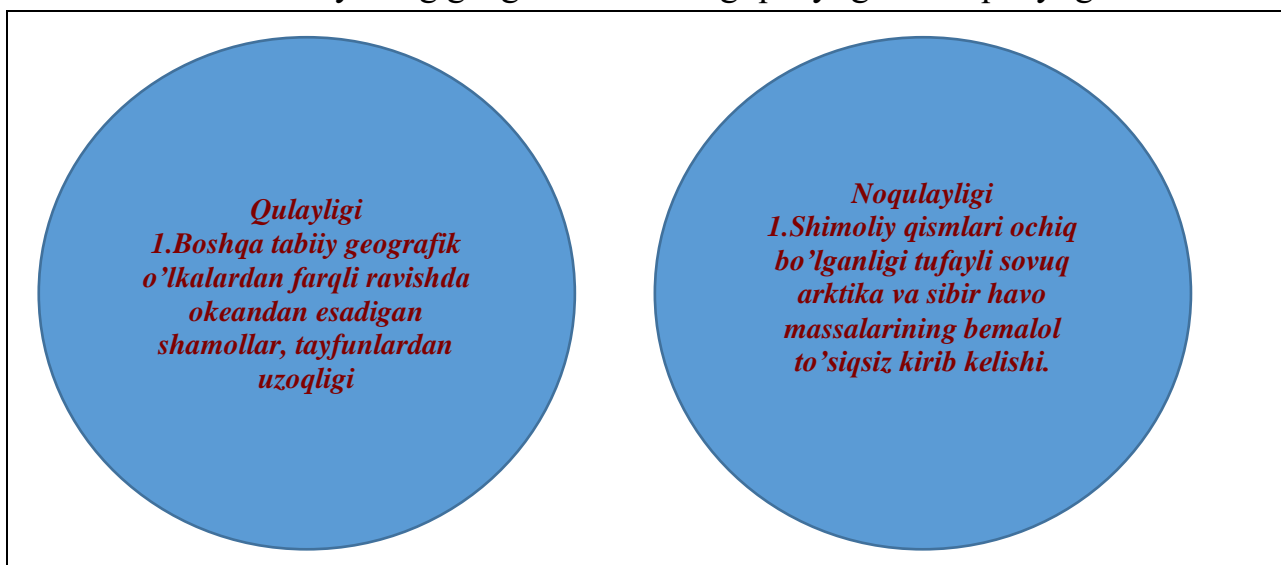 Qulayligi
1.Boshqa tabiiy geografik
o’lkalardan farqli ravishda
okeandan esadigan
shamollar, tayfunlardan
uzoqligi
Noqulayligi
1.Shimoliy qismlari ochiq
bo’lganligi tufayli sovuq
arktika va sibir havo
massalarining bemalol
to’siqsiz kirib kelishi.